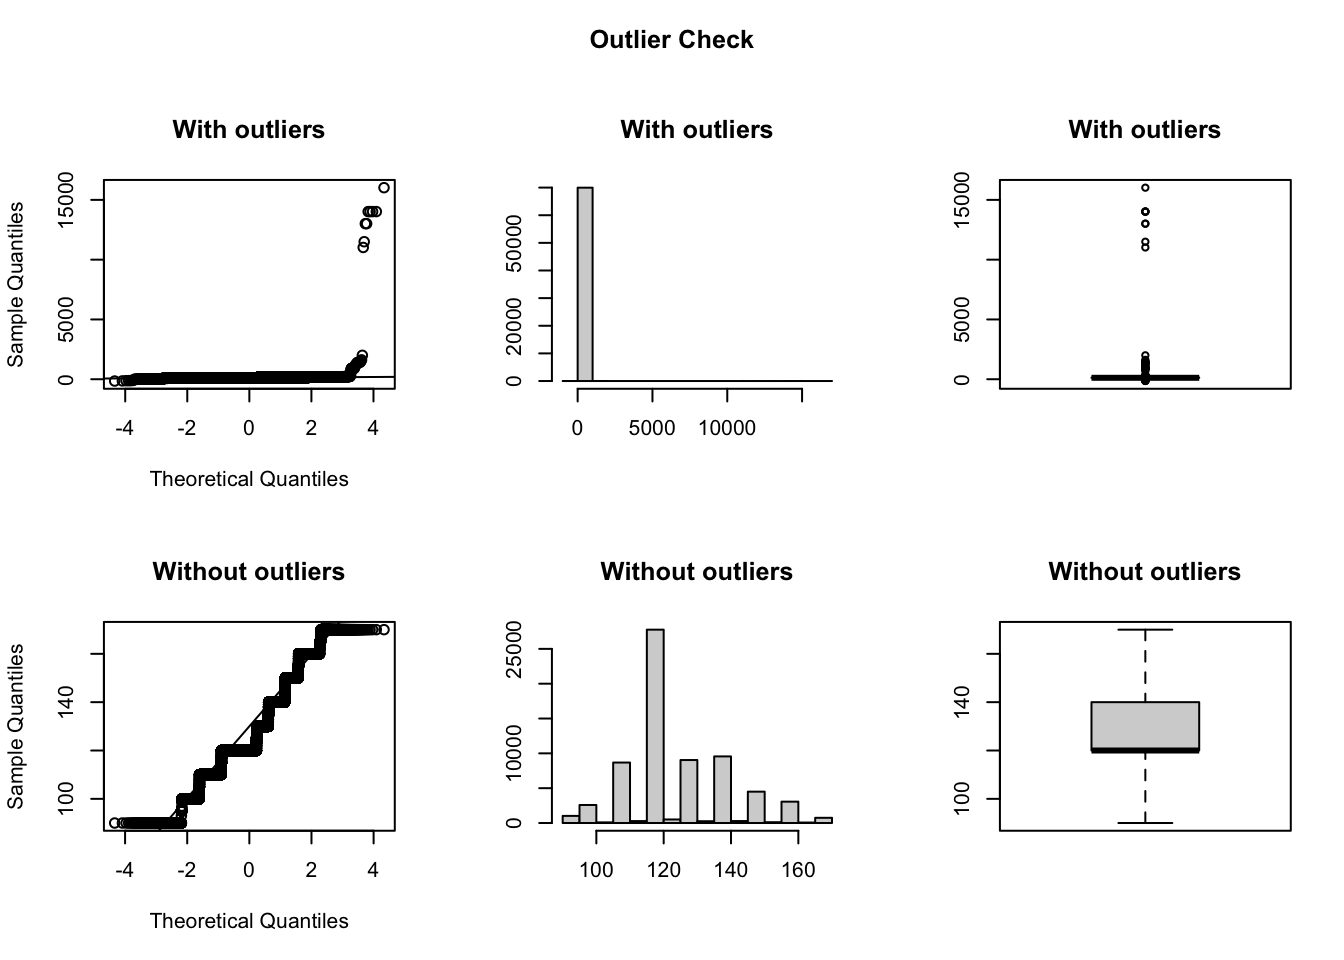 Outlier Check
With outliers
Sample Quantiles
0 5000 15000
-4 -2 0 2 4
Theoretical Quantiles
With outliers
0 20000 50000
0 5000 10000
With outliers
0 5000 15000
Without outliers
Sample Quantiles
100 140
-4 -2 0 2 4
Theoretical Quantiles
Without outliers
0 10000 25000
100 120 140 160
Without outliers
100 140